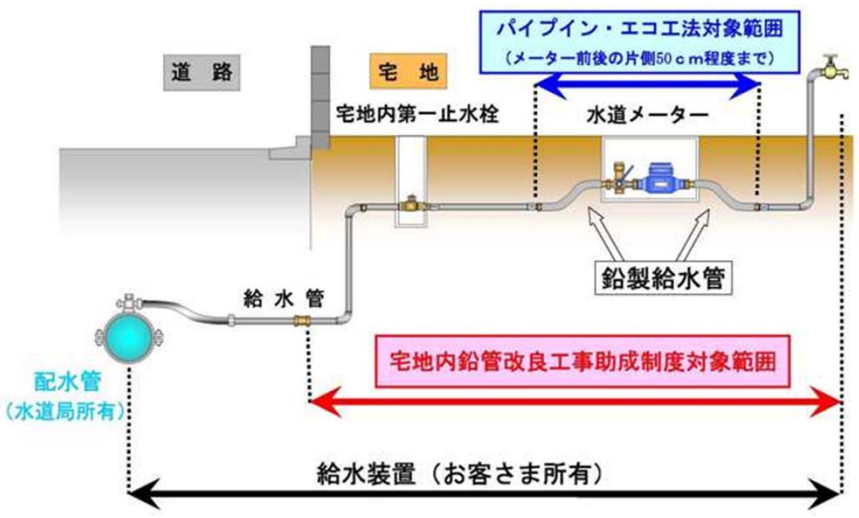 パイプイン・エコ工法対象範囲
(メーター前後の片側50cm程度まで)
道 路
宅 地
宅地内第一止水栓
水道メーター
鉛製給水管
給 水 管
宅地内鉛管改良工事助成制度対象範囲
配水管
(水道局所有)
給水装置(お客さま所有)